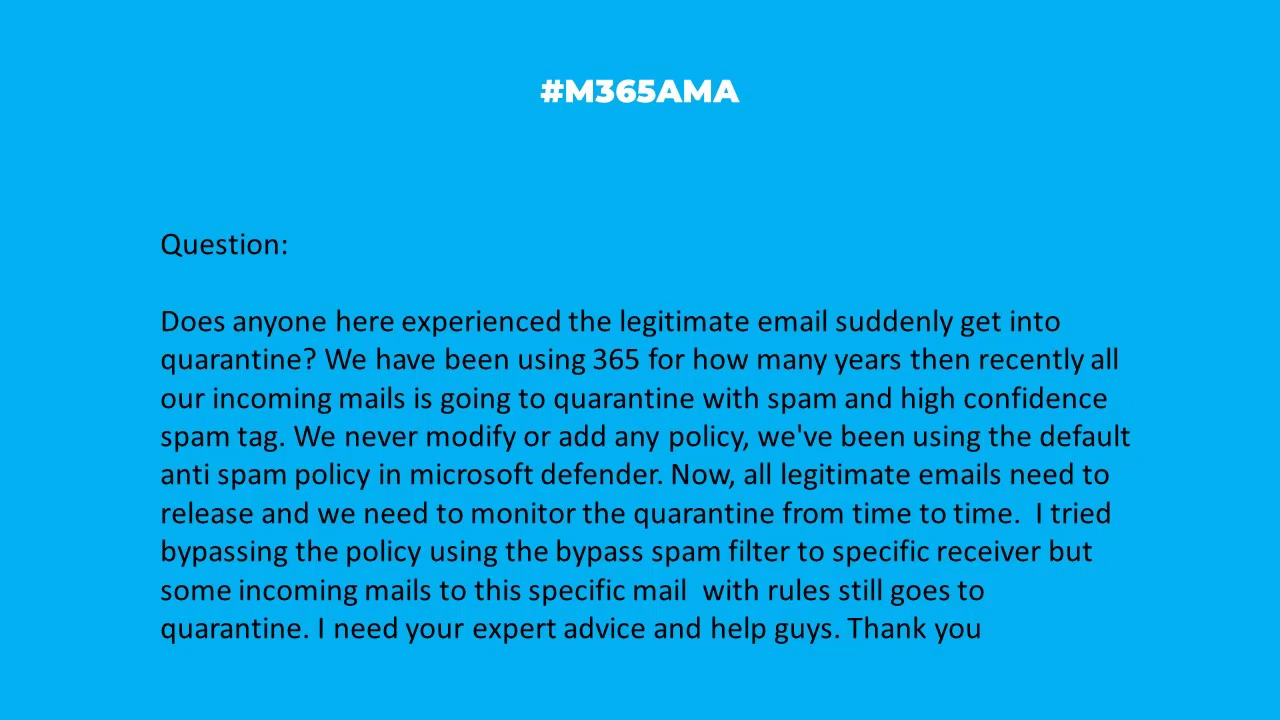 #M365AMA
Question:
Does anyone here experienced the legitimate email suddenly get into
quarantine? We have been using 365 for how many years then recently all
our incoming mails is going to quarantine with spam and high confidence
spam tag. We never modify or add any policy, we've been using the default
anti spam policy in microsoft defender. Now, all legitimate emails need to
release and we need to monitor the quarantine from time to time.  I tried
bypassing the policy using the bypass spam filter to specific receiver but
some incoming mails to this specific mail  with rules still goes to
quarantine. I need your expert advice and help guys. Thank you